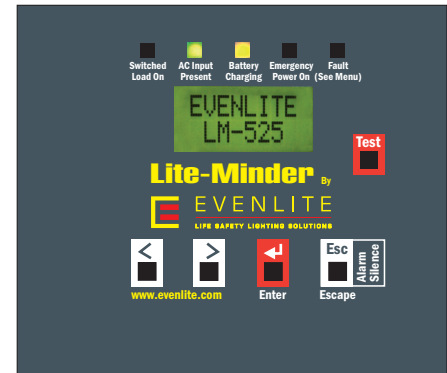 Switched Load On
AC Input Present
Battery Charging
Emergency Power On
Fault (See Menu)
EVENLITE
LM-525
Test
Lite-Minder By
EVENLITE
LIFE SAFETY LIGHTING SOLUTIONS
<
>
Esc
Alarm Silence
www.evenlite.com
Enter
Escape